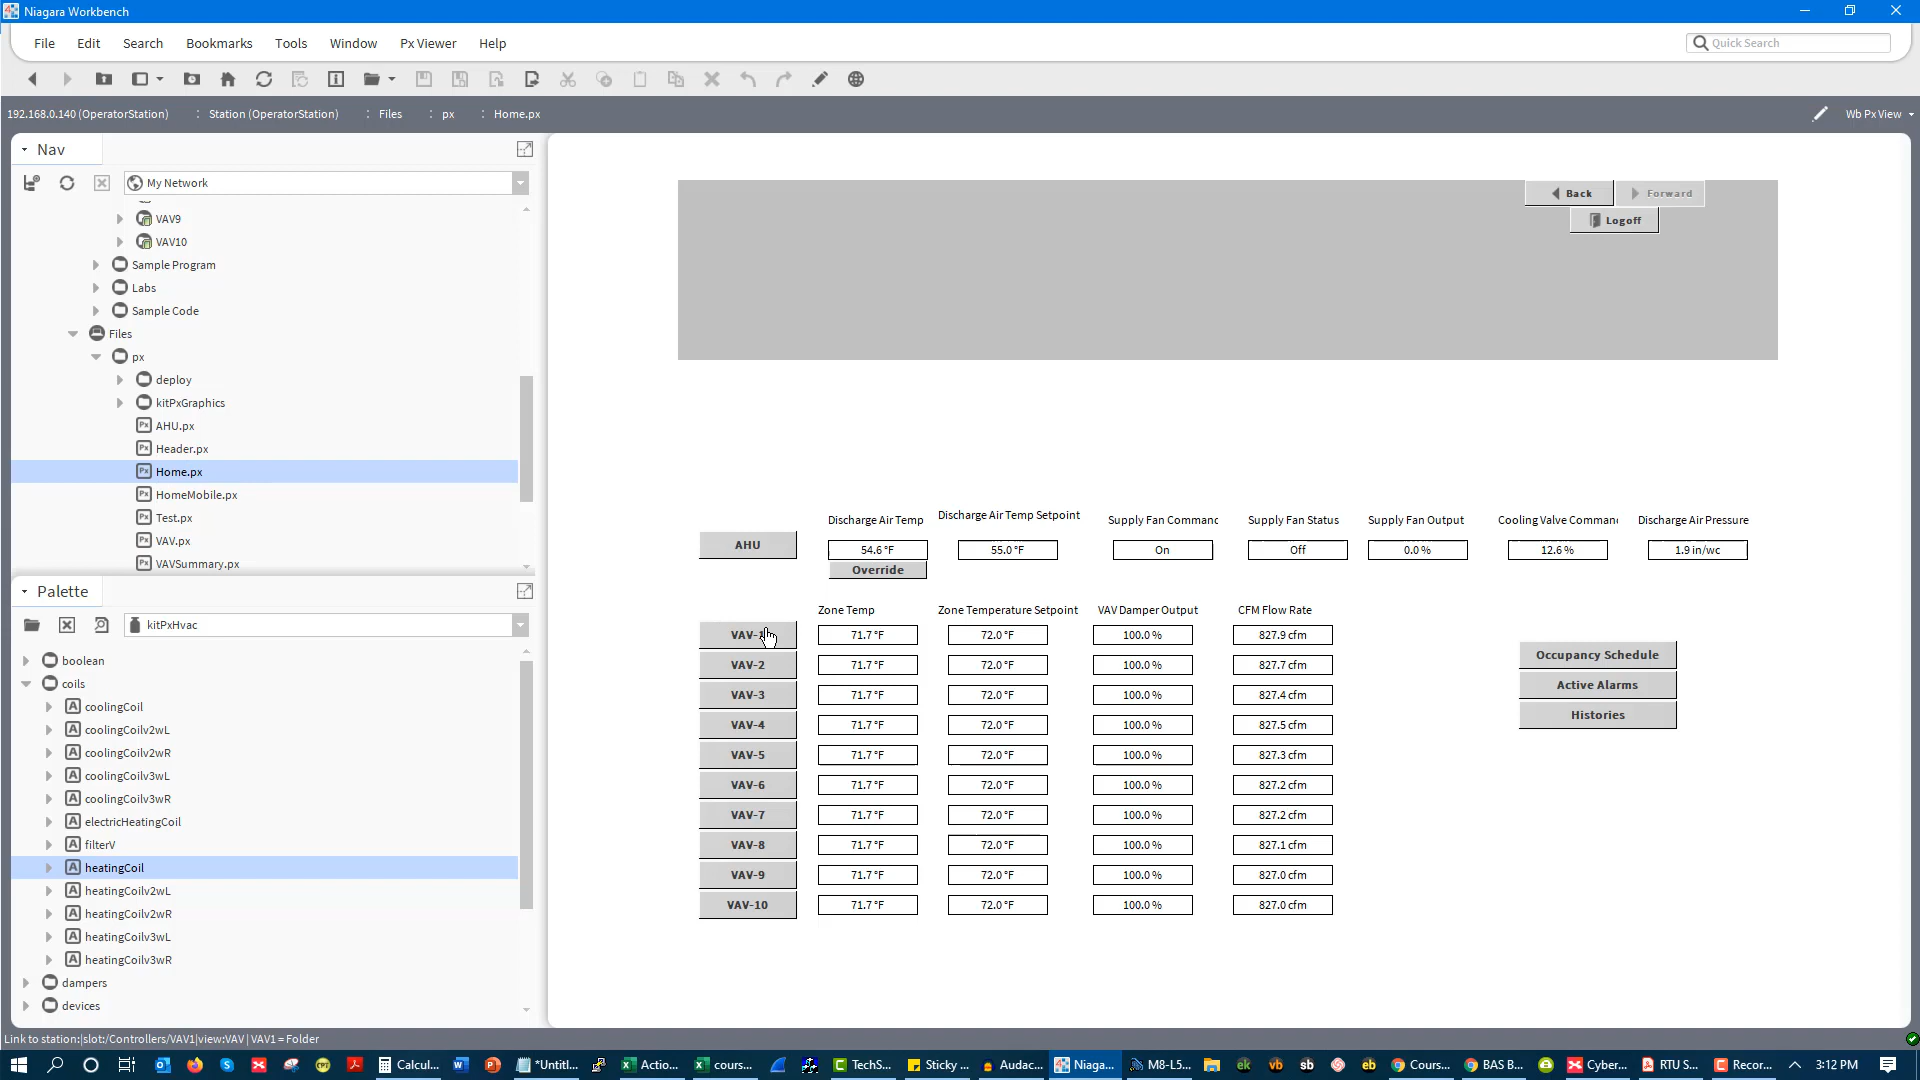 Niagara Workbench
File Edit Search Bookmarks Tools Window Px Viewer Help
Quick Search
192.168.0.140 (OperatorStation) : Station (OperatorStation) : Files : px : Home.px
Wb Px View
Nav
My Network
VAV9
VAV10
Sample Program
Labs
Sample Code
Files
px
deploy
kitPxGraphics
AHU.px
Header.px
Home.px
HomeMobile.px
Test.px
VAV.px
VAVSummary.px
Palette
kitPxHvac
boolean
coils
coolingCoil
coolingCoilv2wL
coolingCoilv2wR
coolingCoilv3wL
coolingCoilv3wR
electricHeatingCoil
filterV
heatingCoil
heatingCoilv2wL
heatingCoilv2wR
heatingCoilv3wL
heatingCoilv3wR
dampers
devices
Back Forward
Logoff
Discharge Air Temp Discharge Air Temp Setpoint Supply Fan Comman Supply Fan Status Supply Fan Output Cooling Valve Comman Discharge Air Pressure
AHU 54.6 °F 55.0 °F On Off 0.0 % 12.6 % 1.9 in/wc
Override
Zone Temp Zone Temperature Setpoint VAV Damper Output CFM Flow Rate
VAV-1 71.7 °F 72.0 °F 100.0 % 827.9 cfm
VAV-2 71.7 °F 72.0 °F 100.0 % 827.7 cfm
VAV-3 71.7 °F 72.0 °F 100.0 % 827.4 cfm
VAV-4 71.7 °F 72.0 °F 100.0 % 827.5 cfm
VAV-5 71.7 °F 72.0 °F 100.0 % 827.3 cfm
VAV-6 71.7 °F 72.0 °F 100.0 % 827.2 cfm
VAV-7 71.7 °F 72.0 °F 100.0 % 827.2 cfm
VAV-8 71.7 °F 72.0 °F 100.0 % 827.1 cfm
VAV-9 71.7 °F 72.0 °F 100.0 % 827.0 cfm
VAV-10 71.7 °F 72.0 °F 100.0 % 827.0 cfm
Occupancy Schedule
Active Alarms
Histories
Link to station:|slot:/Controllers/VAV1|view:VAV | VAV1 = Folder
Calcul... *Untitl... Actio... cours... TechS... Sticky ... Audac... Niaga... M8-L5... ek vb sb eb Cours... BAS B... Cyber... RTU S... Recor... 3:12 PM